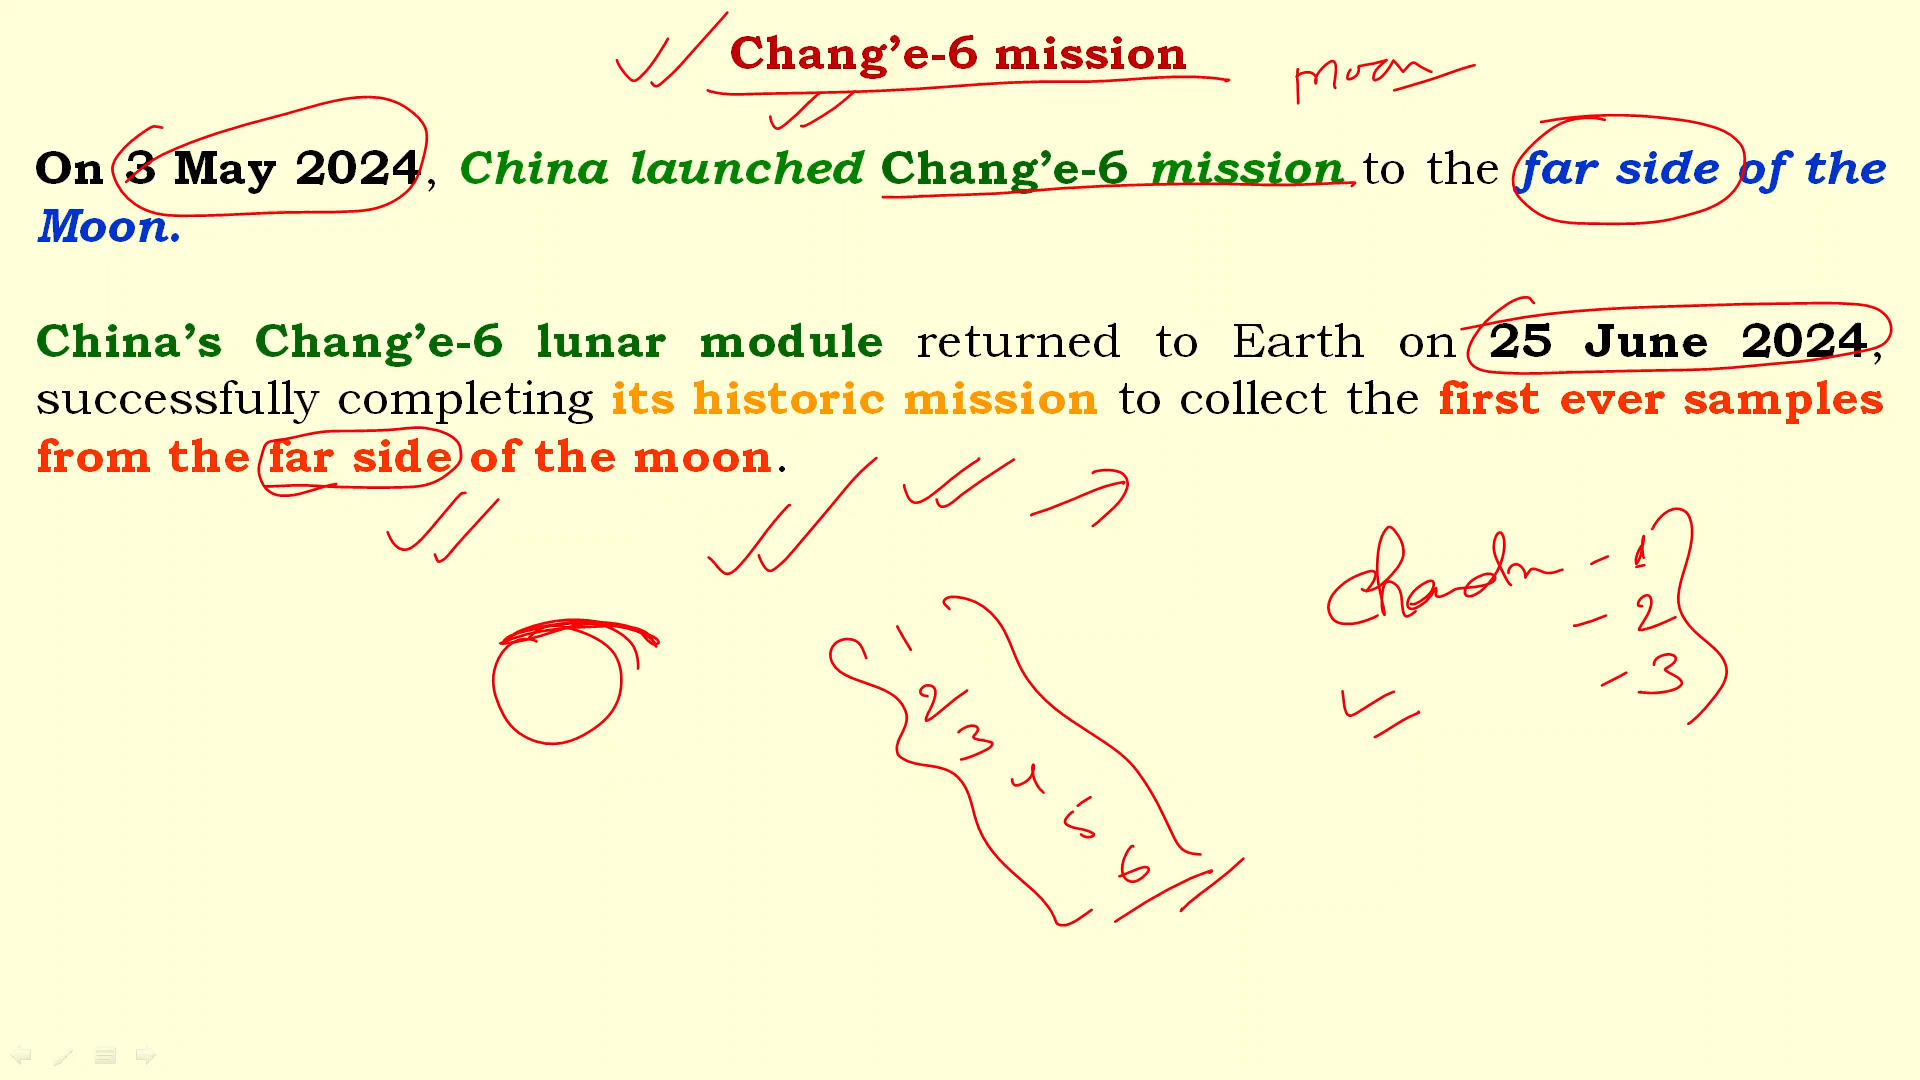 Chang’e-6 mission
moon
On 3 May 2024, China launched Chang’e-6 mission to the far side of the
Moon.
China’s Chang’e-6 lunar module returned to Earth on 25 June 2024,
successfully completing its historic mission to collect the first ever samples
from the far side of the moon.
- 1
- 2
- 3
1
2
3
4
5
6